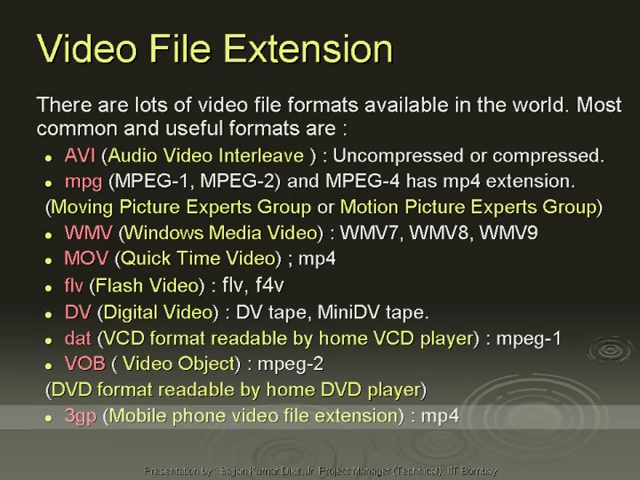 Video File Extension
There are lots of video file formats available in the world. Most
common and useful formats are :
• AVI (Audio Video Interleave ) : Uncompressed or compressed.
• mpg (MPEG-1, MPEG-2) and MPEG-4 has mp4 extension.
(Moving Picture Experts Group or Motion Picture Experts Group)
• WMV (Windows Media Video) : WMV7, WMV8, WMV9
• MOV (Quick Time Video) ; mp4
• flv (Flash Video) : flv, f4v
• DV (Digital Video) : DV tape, MiniDV tape.
• dat (VCD format readable by home VCD player) : mpeg-1
• VOB ( Video Object) : mpeg-2
(DVD format readable by home DVD player)
• 3gp (Mobile phone video file extension) : mp4
Presentation by : Sajjan Kumar Dixit, Jr. Project Manager (Technical), IIT Bombay